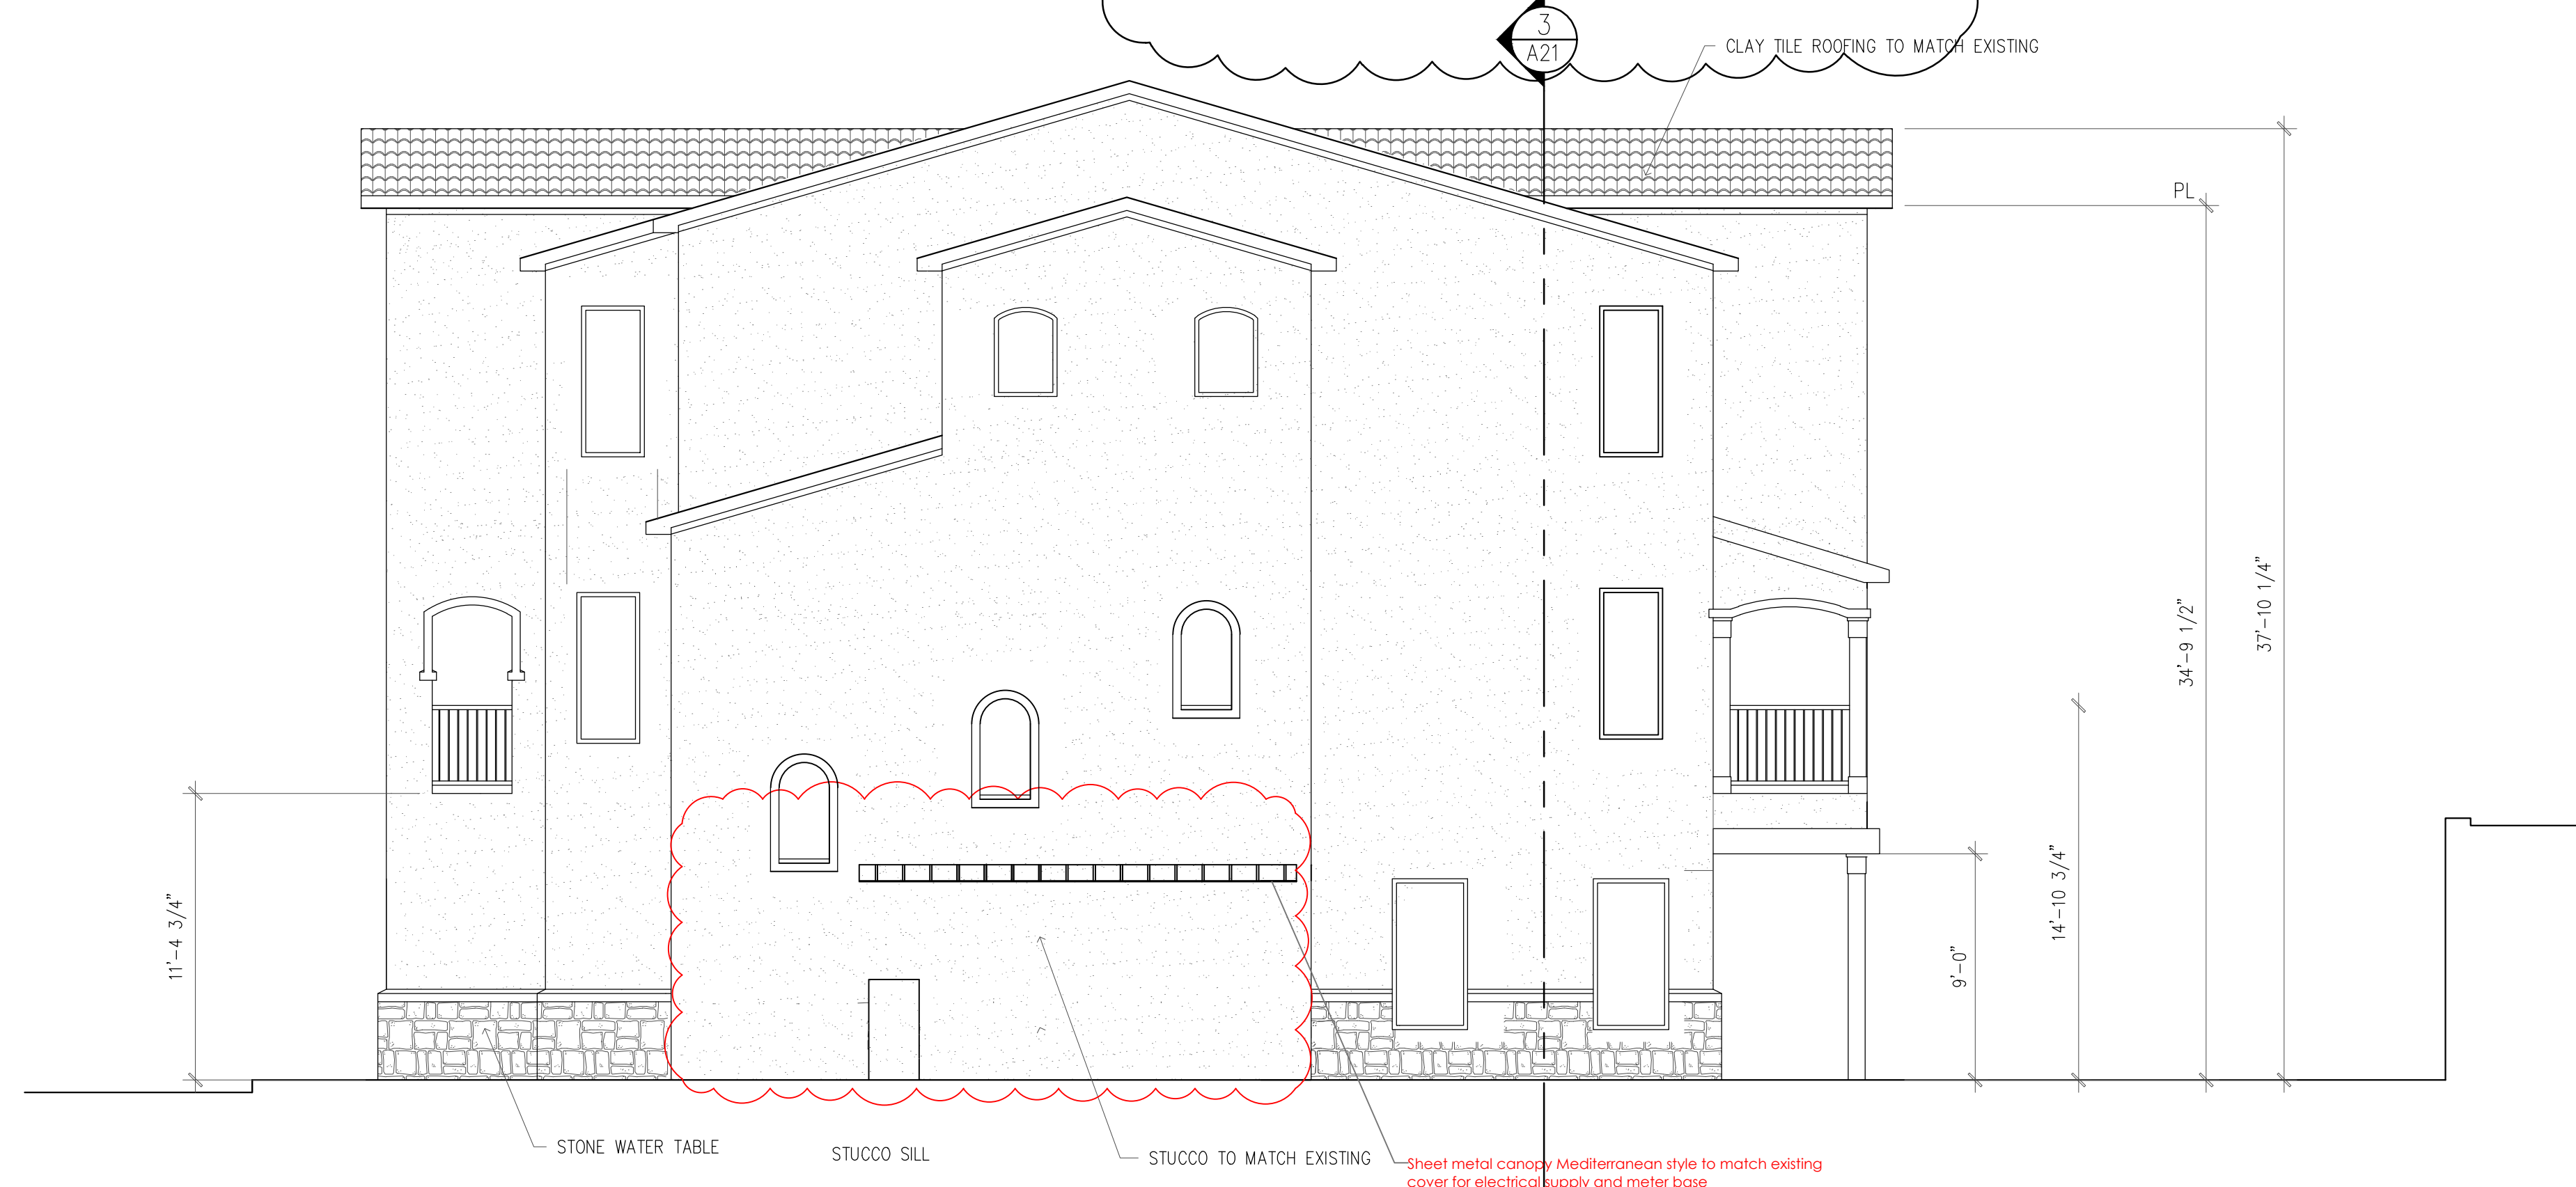 3
A21
CLAY TILE ROOFING TO MATCH EXISTING
PL
37'-10 1/4"
34'-9 1/2"
14'-10 3/4"
9'-0"
11'-4 3/4"
STONE WATER TABLE
STUCCO SILL
STUCCO TO MATCH EXISTING
Sheet metal canopy Mediterranean style to match existing
cover for electrical supply and meter base